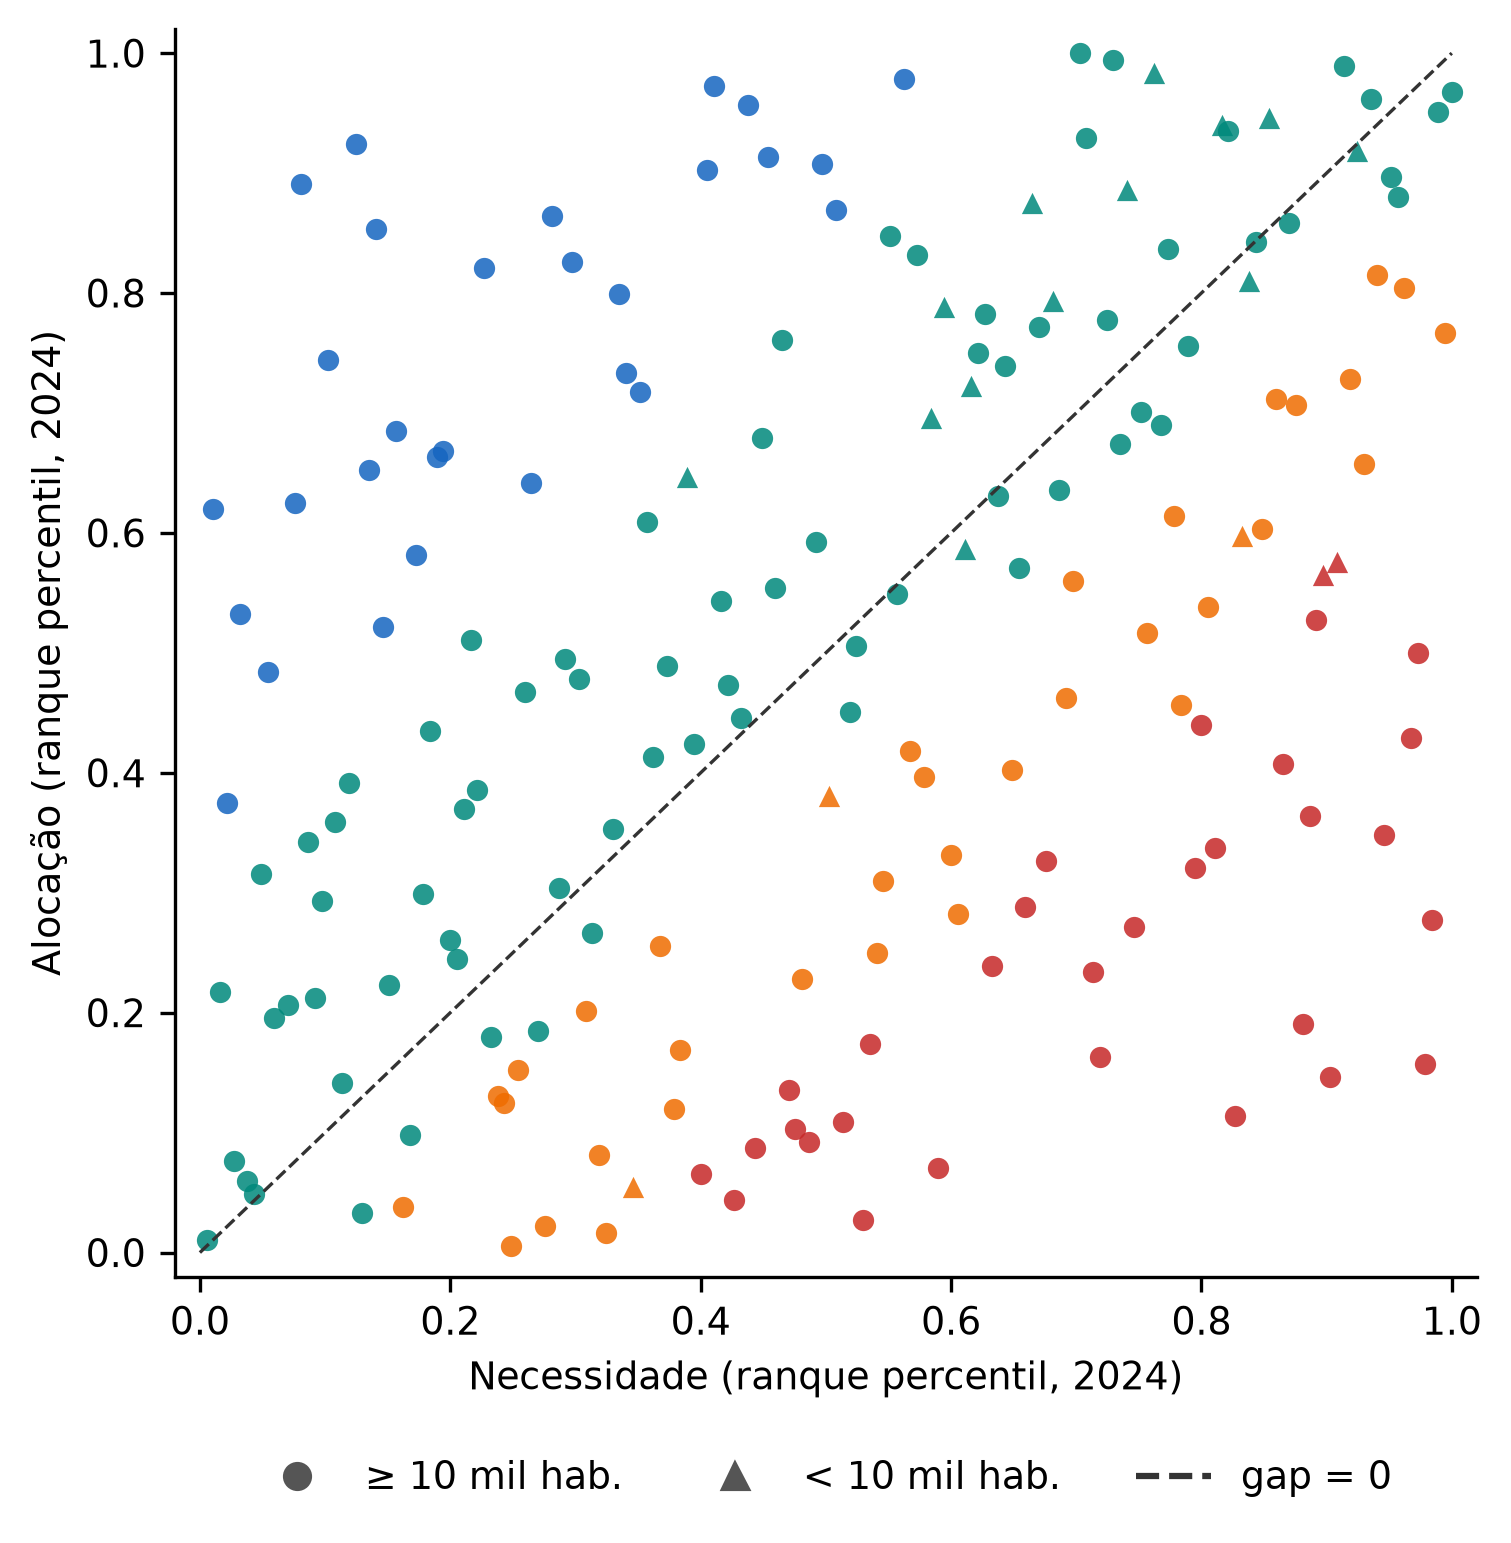 Alocação (ranque percentil, 2024)
1.0
0.8
0.6
0.4
0.2
0.0
0.0 0.2 0.4 0.6 0.8 1.0
Necessidade (ranque percentil, 2024)
≥ 10 mil hab. < 10 mil hab. gap = 0